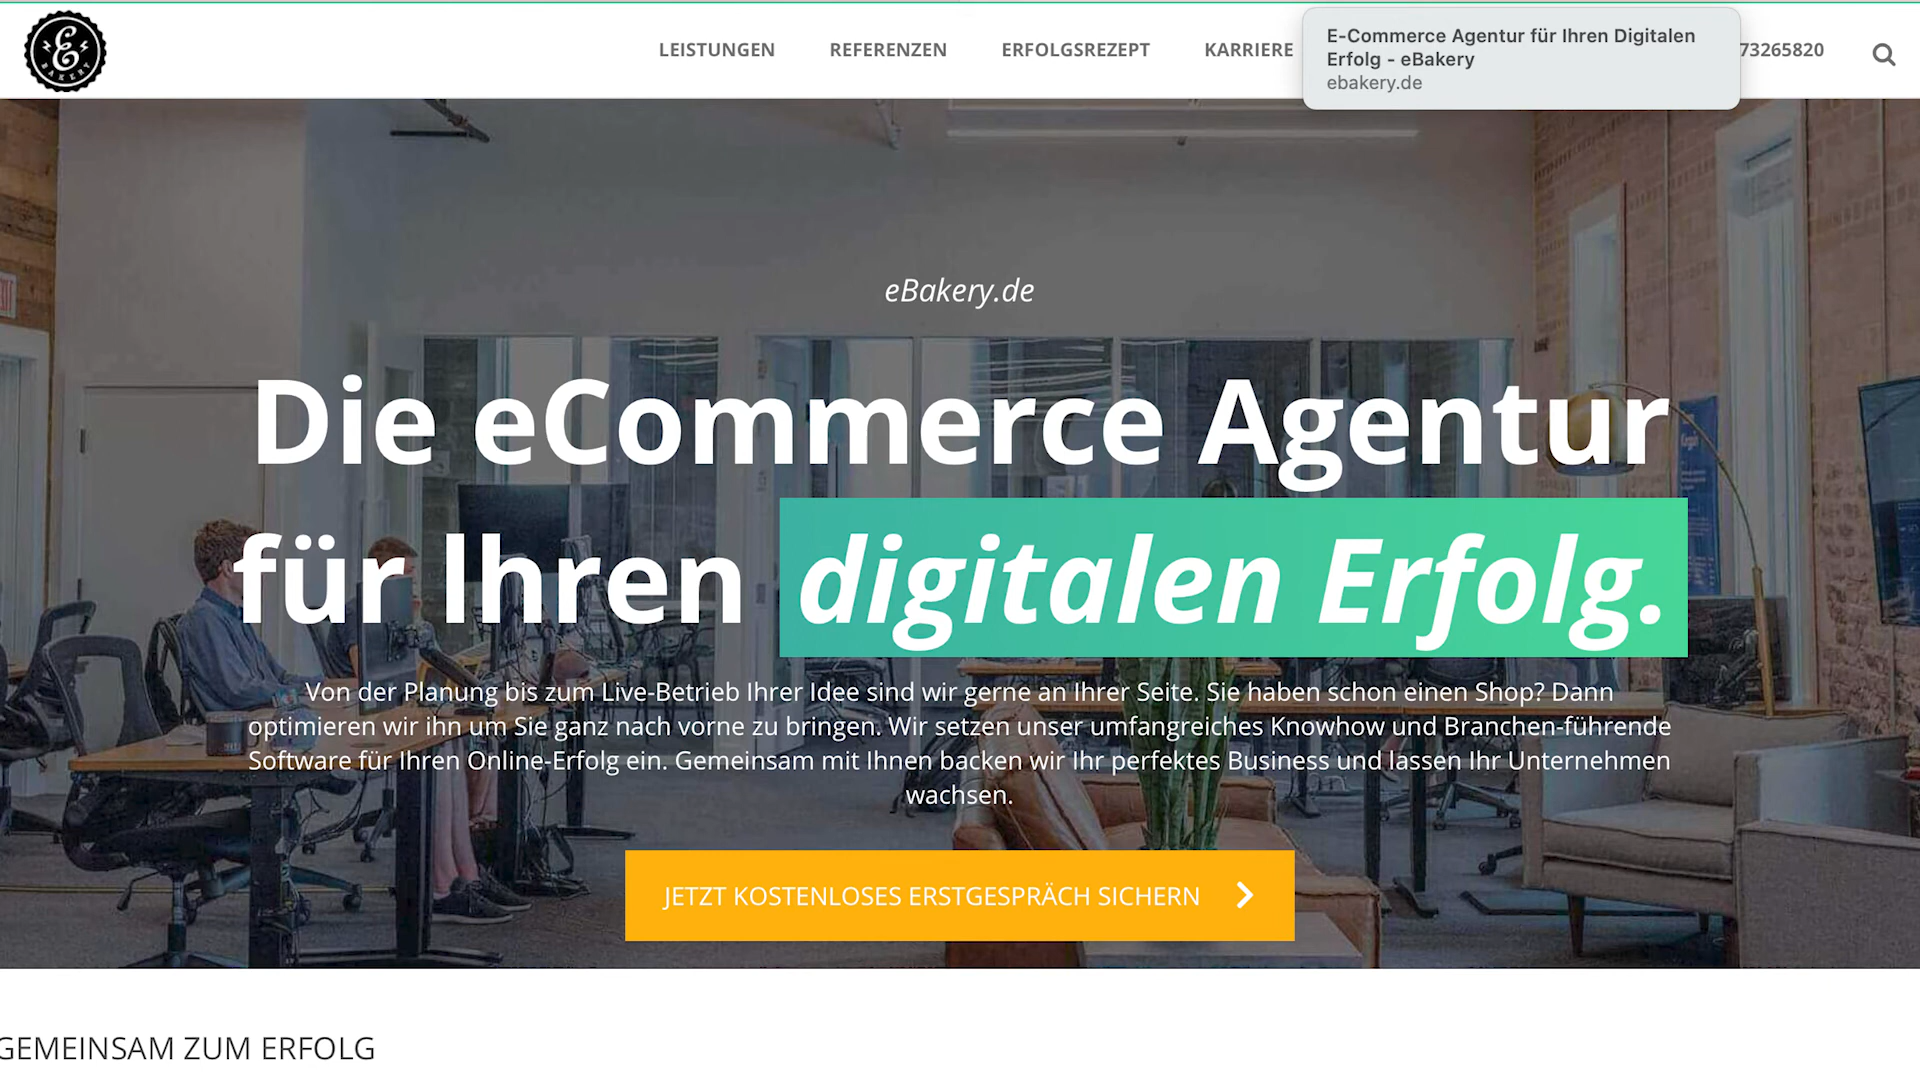 E
BAKERY
LEISTUNGEN
REFERENZEN
ERFOLGSREZEPT
KARRIERE
E-Commerce Agentur für Ihren Digitalen
Erfolg - eBakery
ebakery.de
73265820
eBakery.de
Die eCommerce Agentur
für Ihren digitalen Erfolg.
Von der Planung bis zum Live-Betrieb Ihrer Idee sind wir gerne an Ihrer Seite. Sie haben schon einen Shop? Dann
optimieren wir ihn um Sie ganz nach vorne zu bringen. Wir setzen unser umfangreiches Knowhow und Branchen-führende
Software für Ihren Online-Erfolg ein. Gemeinsam mit Ihnen backen wir Ihr perfektes Business und lassen Ihr Unternehmen
wachsen.
JETZT KOSTENLOSES ERSTGESPRÄCH SICHERN
GEMEINSAM ZUM ERFOLG